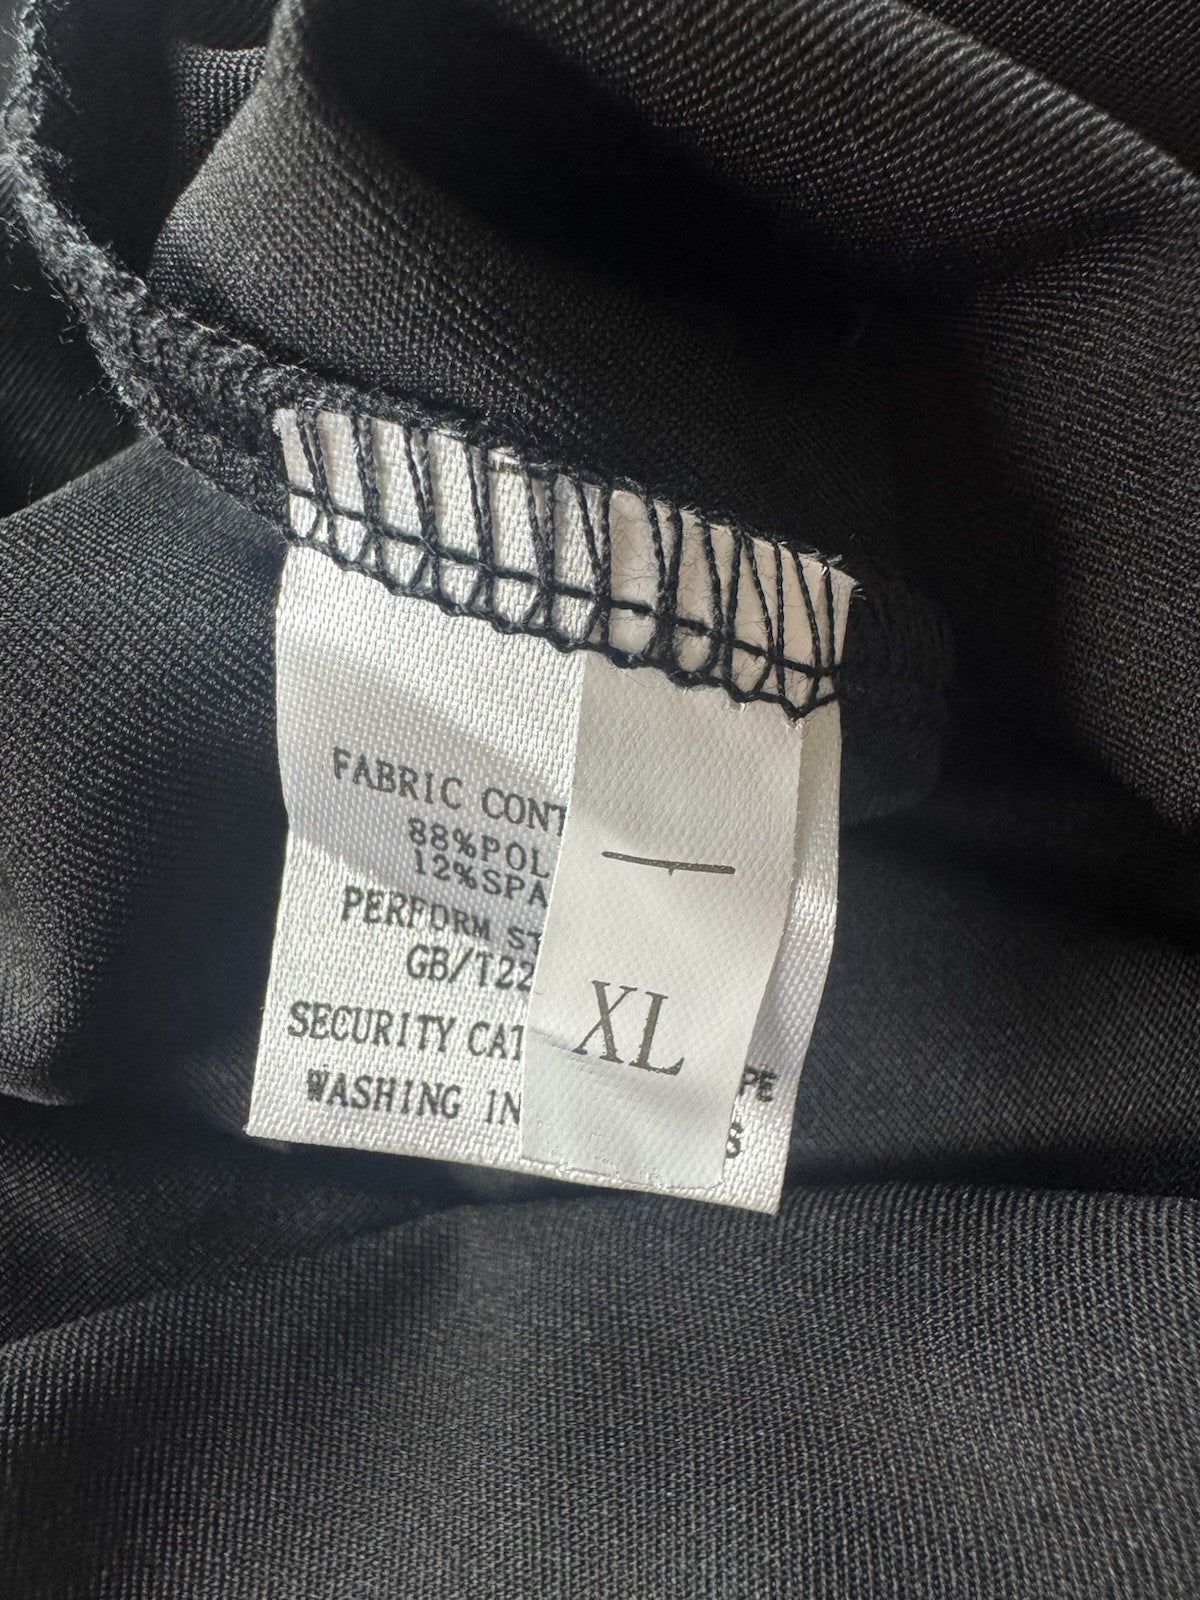 FABRIC CONT
88%POL
12%SPA
PERFORM ST
GB/T22
SECURITY CAT
PE
WASHING IN
S
XL